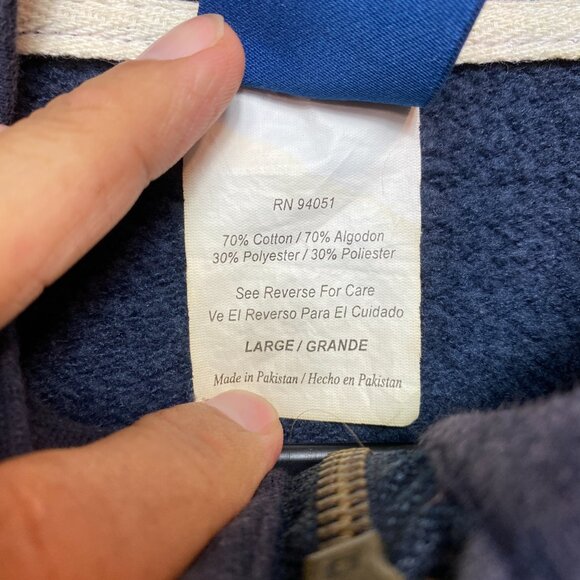 RN 94051
70% Cotton / 70% Algodon
30% Polyester / 30% Poliester
See Reverse For Care
Ve El Reverso Para El Cuidado
LARGE / GRANDE
Made in Pakistan / Hecho en Pakistan